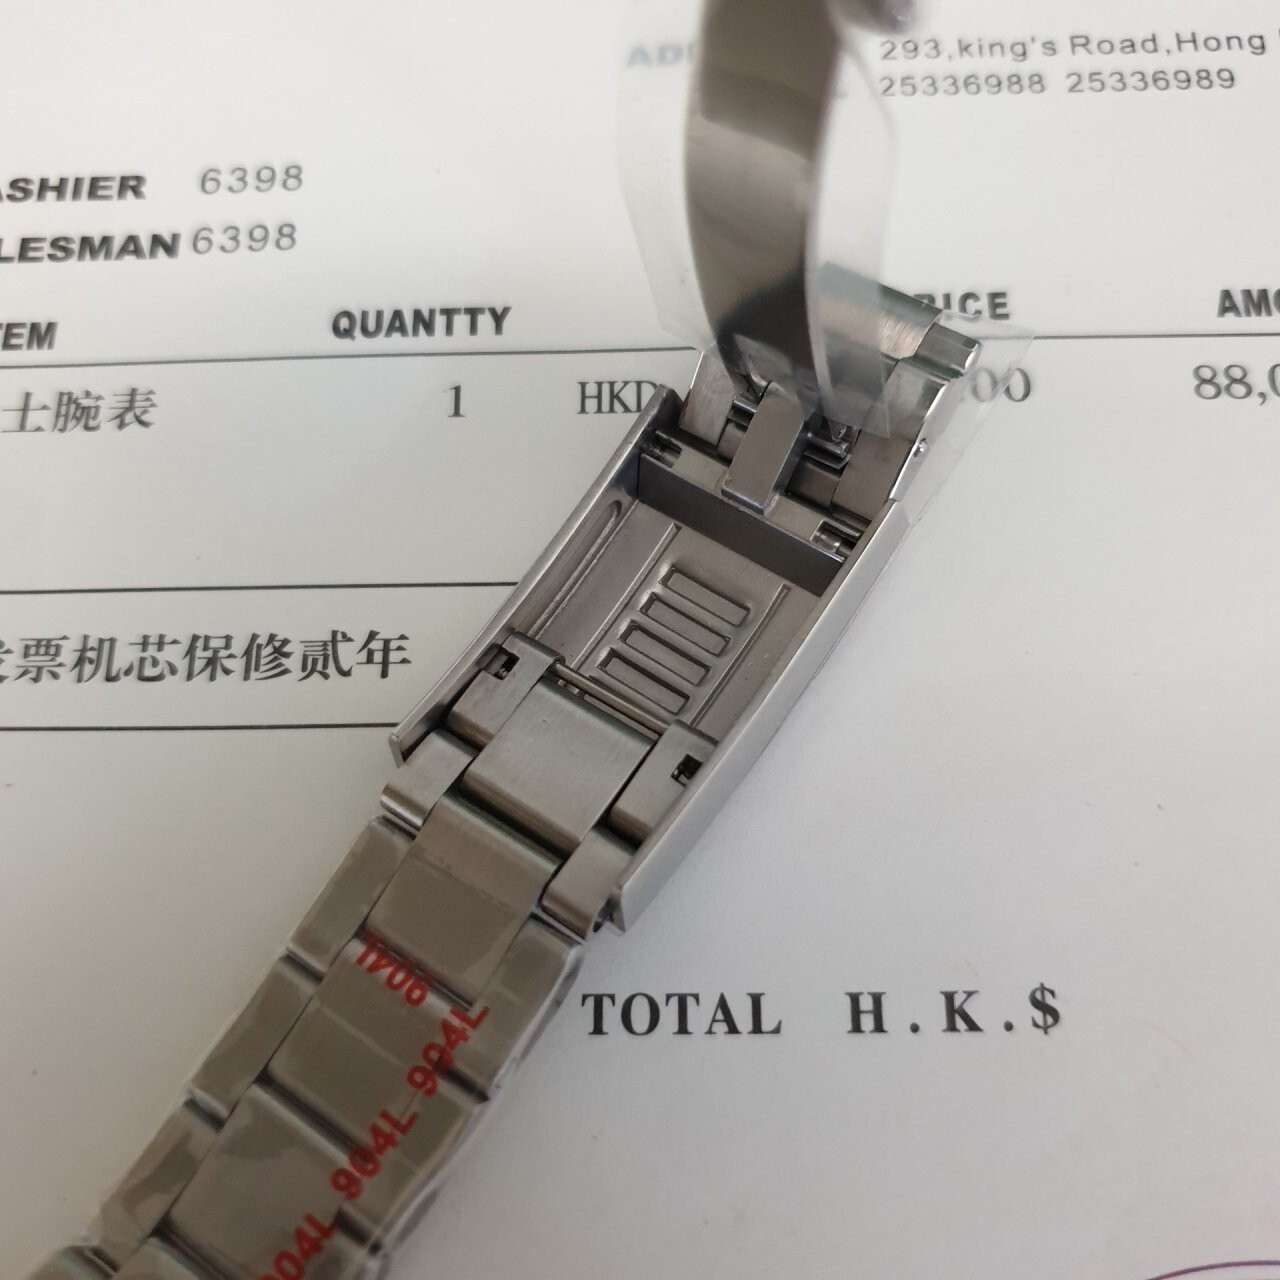 293,king's Road,Hong
25336988 25336989
ASHIER 6398
LESMAN 6398
TEM QUANTTY RICE AMO
士腕表 1 HKD 00 88,0
发票机芯保修贰年
TOTAL H.K.$
904L
904L
904L
904L